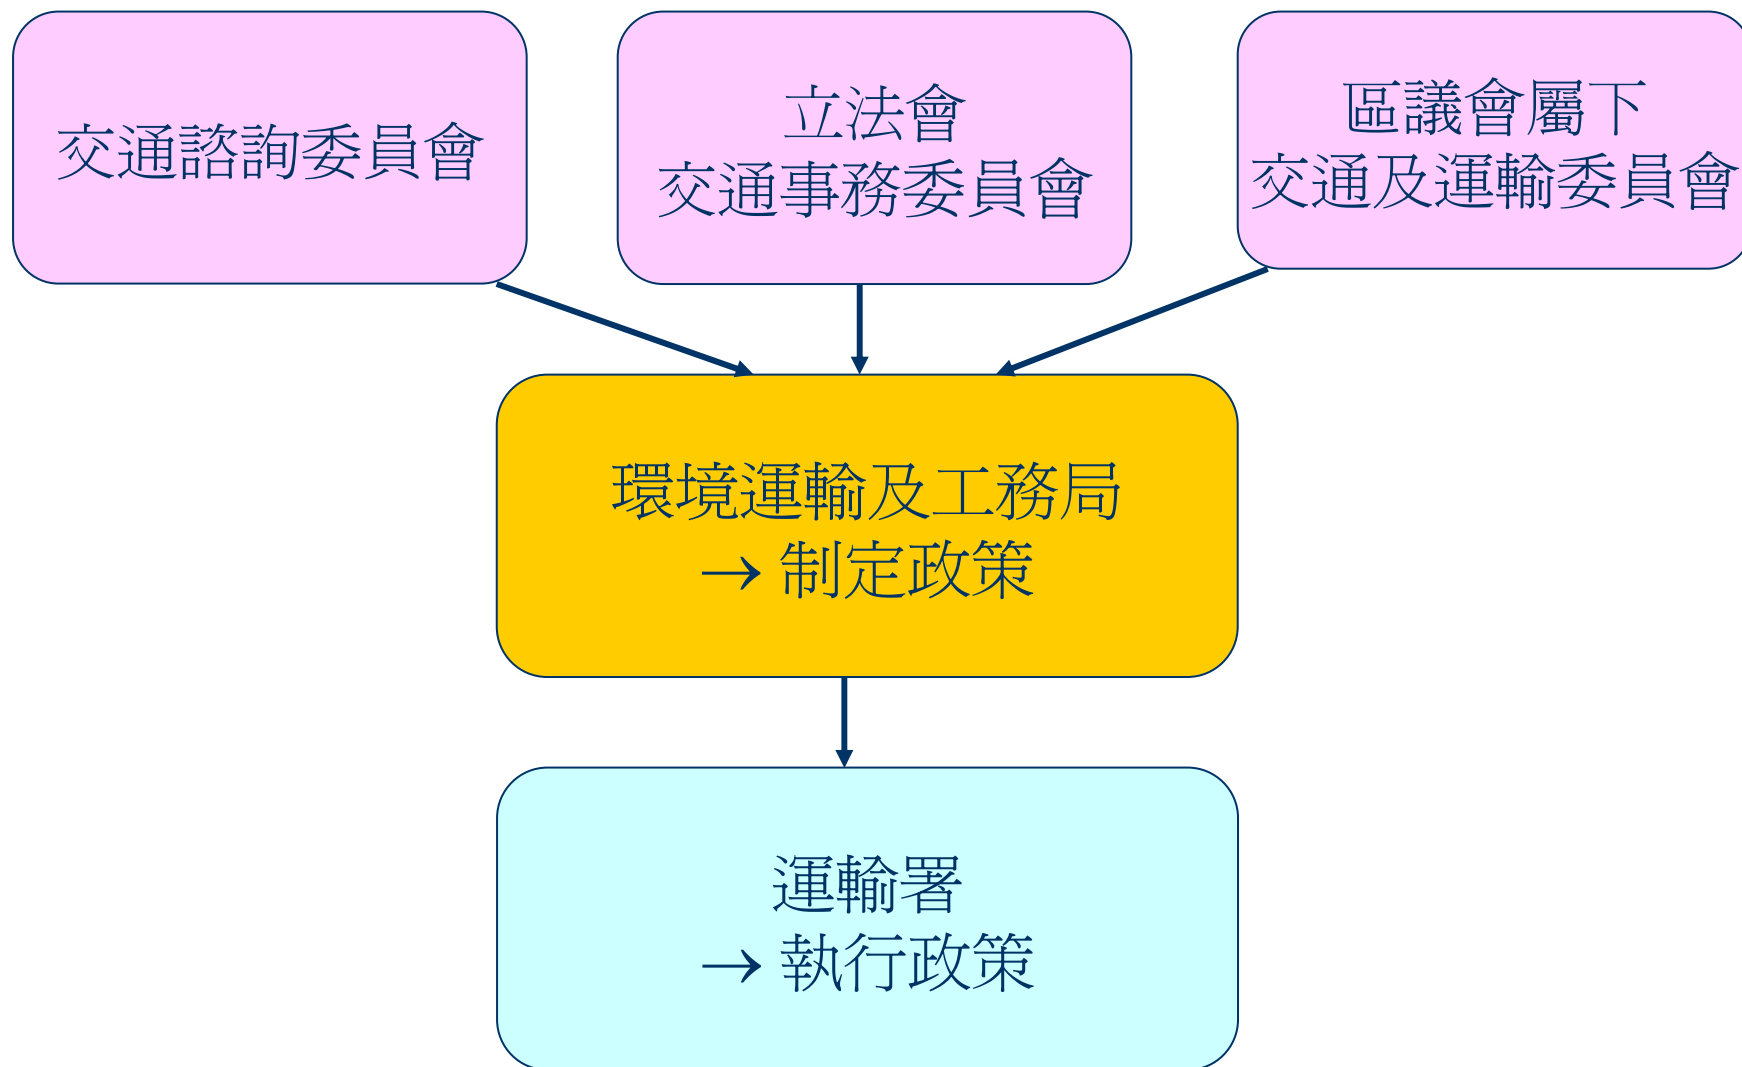 交通諮詢委員會
立法會
交通事務委員會
區議會屬下
交通及運輸委員會
環境運輸及工務局
→ 制定政策
運輸署
→ 執行政策